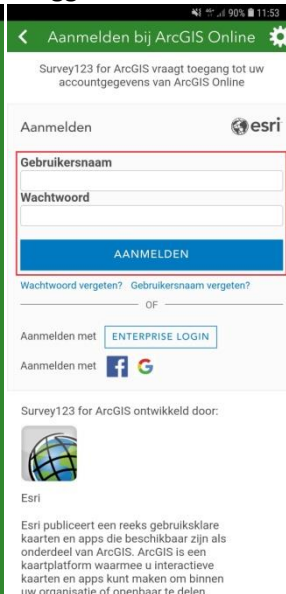 90% 11:53
Aanmelden bij ArcGIS Online
Survey123 for ArcGIS vraagt toegang tot uw
accountgegevens van ArcGIS Online
Aanmelden
esri
Gebruikersnaam
Wachtwoord
AANMELDEN
Wachtwoord vergeten? Gebruikersnaam vergeten?
OF
Aanmelden met ENTERPRISE LOGIN
Aanmelden met f G
Survey123 for ArcGIS ontwikkeld door:
Esri
Esri publiceert een reeks gebruiksklare
kaarten en apps die beschikbaar zijn als
onderdeel van ArcGIS. ArcGIS is een
kaartplatform waarmee u interactieve
kaarten en apps kunt maken om binnen
uw organisatie of openbaar te delen.